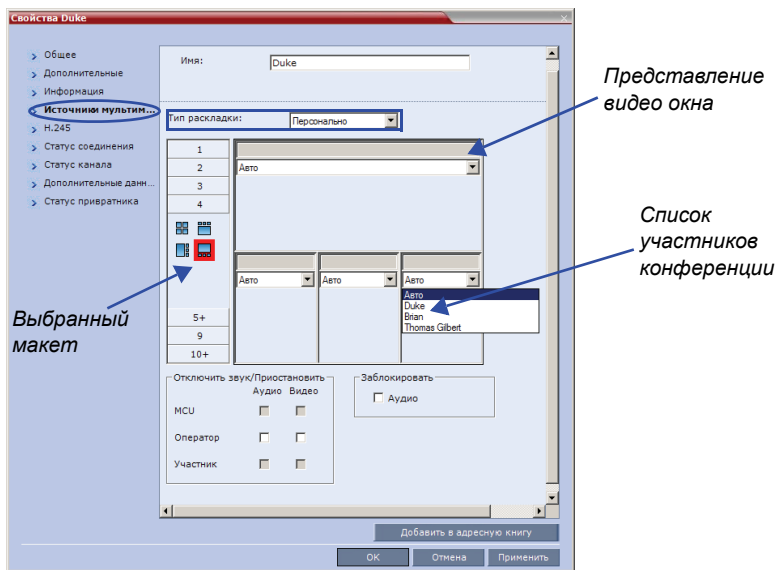 Свойства Duke
Общее
Дополнительные
Информация
Источники мультим...
H.245
Статус соединения
Статус канала
Дополнительные данн...
Статус привратника
Имя:
Duke
Тип раскладки:
Персонально
1
2
3
4
5+
9
10+
Авто
Авто
Авто
Авто
Авто
Duke
Brian
Thomas Gilbert
Отключить звук/Приостановить
Аудио Видео
MCU
Оператор
Участник
Заблокировать
Аудио
Добавить в адресную книгу
OK
Отмена
Применить
Представление
видео окна
Список
участников
конференции
Выбранный
макет